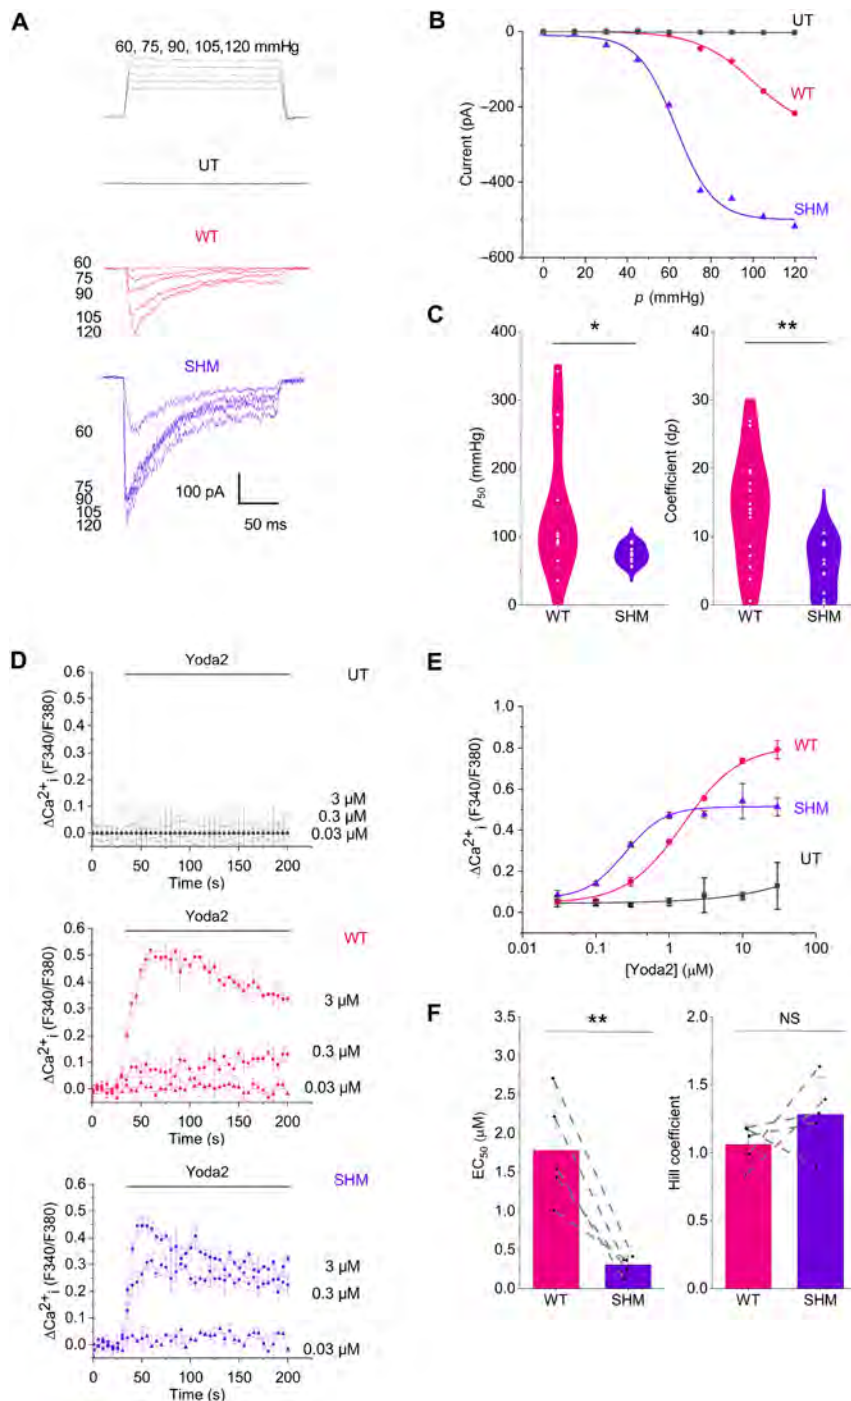 A
60, 75, 90, 105,120 mmHg
UT
WT
60
75
90
105
120
SHM
60
75
90
105
120
100 pA
50 ms
B
0
−200
−400
−600
Current (pA)
0 20 40 60 80 100 120
p (mmHg)
UT
WT
SHM
C
400
300
200
100
0
p50 (mmHg)
*
WT SHM
40
30
20
10
0
Coefficient (dp)
**
WT SHM
D
Yoda2
UT
0.6
0.5
0.4
0.3
0.2
0.1
0.0
ΔCa²⁺i (F340/F380)
3 μM
0.3 μM
0.03 μM
0 50 100 150 200
Time (s)
Yoda2
WT
0.6
0.5
0.4
0.3
0.2
0.1
0.0
ΔCa²⁺i (F340/F380)
3 μM
0.3 μM
0.03 μM
0 50 100 150 200
Time (s)
Yoda2
SHM
0.6
0.5
0.4
0.3
0.2
0.1
0.0
ΔCa²⁺i (F340/F380)
3 μM
0.3 μM
0.03 μM
0 50 100 150 200
Time (s)
E
1.0
0.8
0.6
0.4
0.2
0.0
ΔCa²⁺i (F340/F380)
WT
SHM
UT
0.01 0.1 1 10 100
[Yoda2] (μM)
F
3.5
3.0
2.5
2.0
1.5
1.0
0.5
0.0
EC50 (μM)
**
WT SHM
2.0
1.5
1.0
0.5
0.0
Hill coefficient
NS
WT SHM